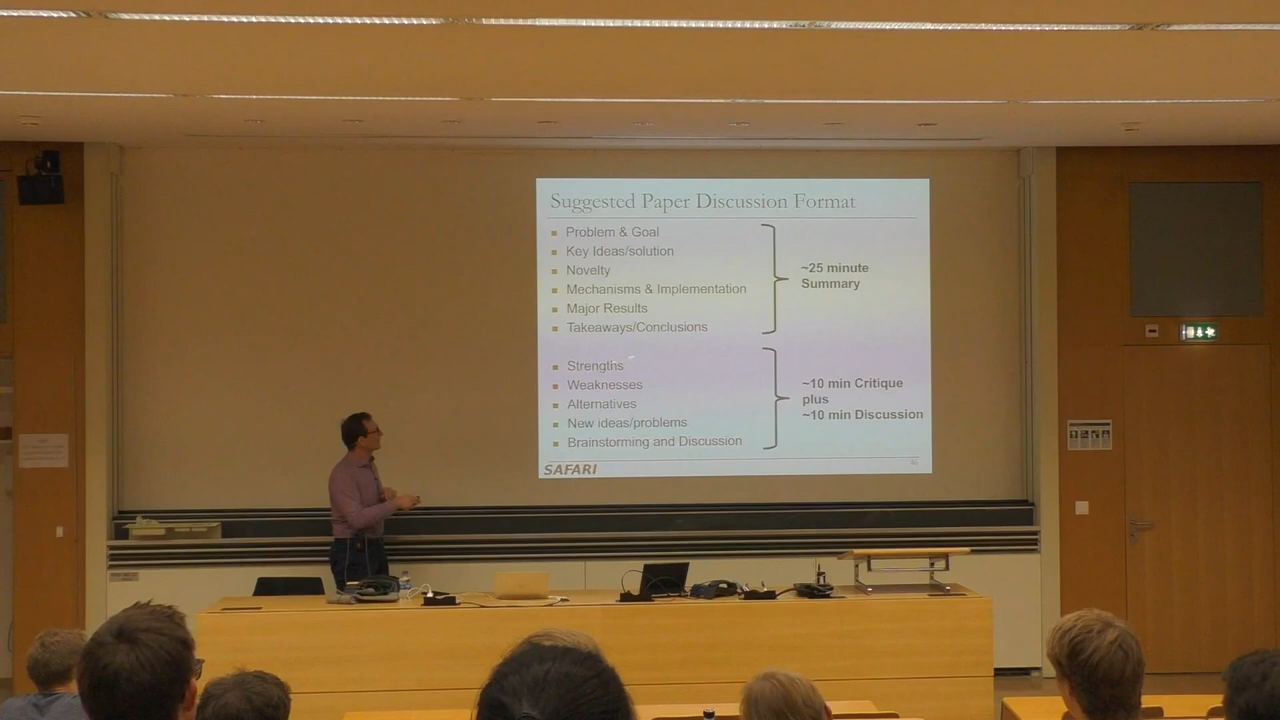 Suggested Paper Discussion Format
Problem & Goal
Key Ideas/solution
Novelty
Mechanisms & Implementation
Major Results
Takeaways/Conclusions
~25 minute
Summary
Strengths
Weaknesses
Alternatives
New ideas/problems
Brainstorming and Discussion
~10 min Critique
plus
~10 min Discussion
SAFARI
46